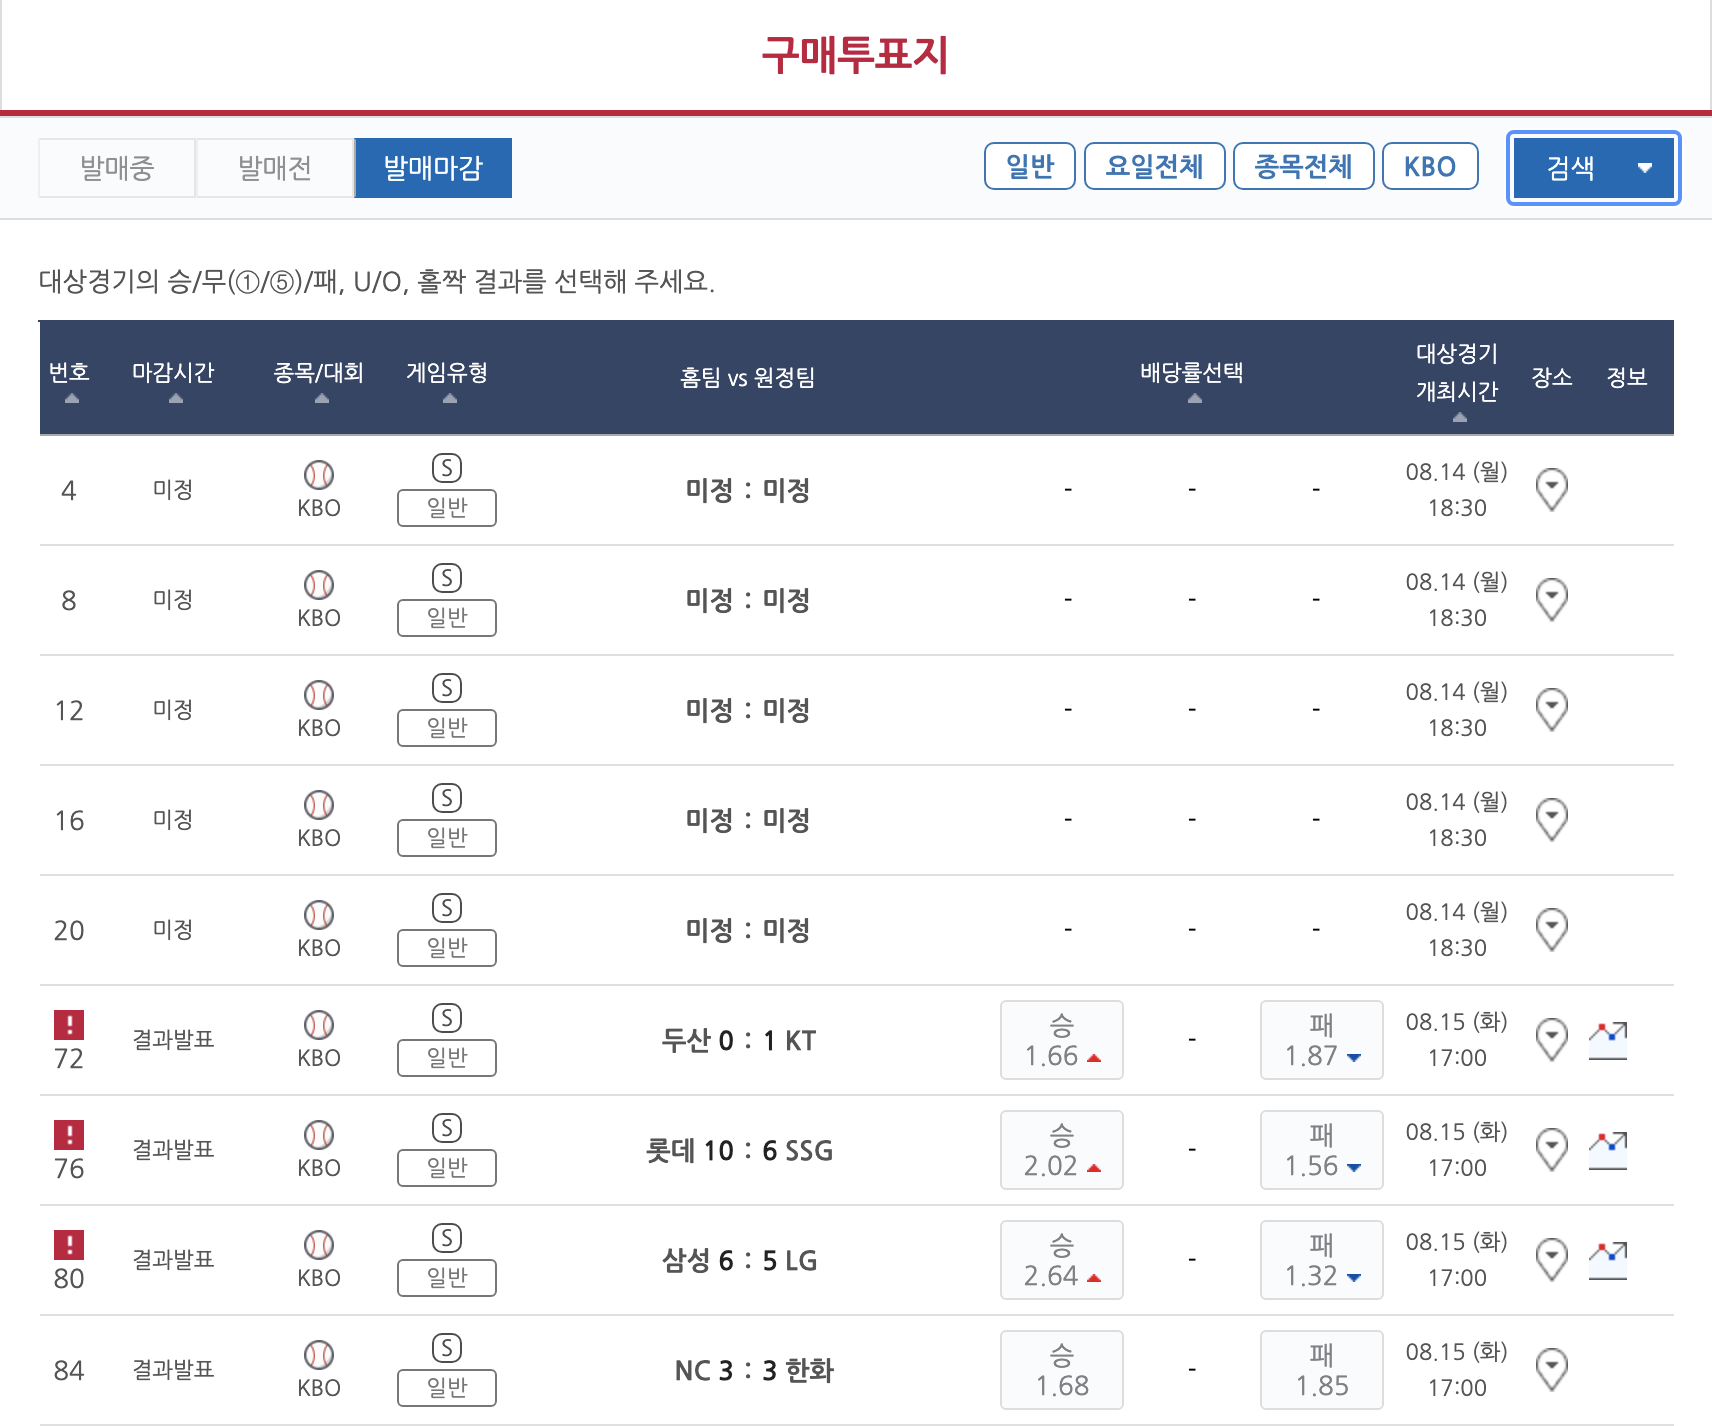 구매투표지
발매중 발매전 발매마감 일반 요일전체 종목전체 KBO 검색
대상경기의 승/무(①/⑤)/패, U/O, 홀짝 결과를 선택해 주세요.
번호 마감시간 종목/대회 게임유형 홈팀 vs 원정팀 배당률선택 대상경기 개최시간 장소 정보
4 미정 KBO S 일반 미정 : 미정 - - - 08.14 (월) 18:30
8 미정 KBO S 일반 미정 : 미정 - - - 08.14 (월) 18:30
12 미정 KBO S 일반 미정 : 미정 - - - 08.14 (월) 18:30
16 미정 KBO S 일반 미정 : 미정 - - - 08.14 (월) 18:30
20 미정 KBO S 일반 미정 : 미정 - - - 08.14 (월) 18:30
! 72 결과발표 KBO S 일반 두산 0 : 1 KT 승 1.66 - 패 1.87 08.15 (화) 17:00
! 76 결과발표 KBO S 일반 롯데 10 : 6 SSG 승 2.02 - 패 1.56 08.15 (화) 17:00
! 80 결과발표 KBO S 일반 삼성 6 : 5 LG 승 2.64 - 패 1.32 08.15 (화) 17:00
84 결과발표 KBO S 일반 NC 3 : 3 한화 승 1.68 - 패 1.85 08.15 (화) 17:00